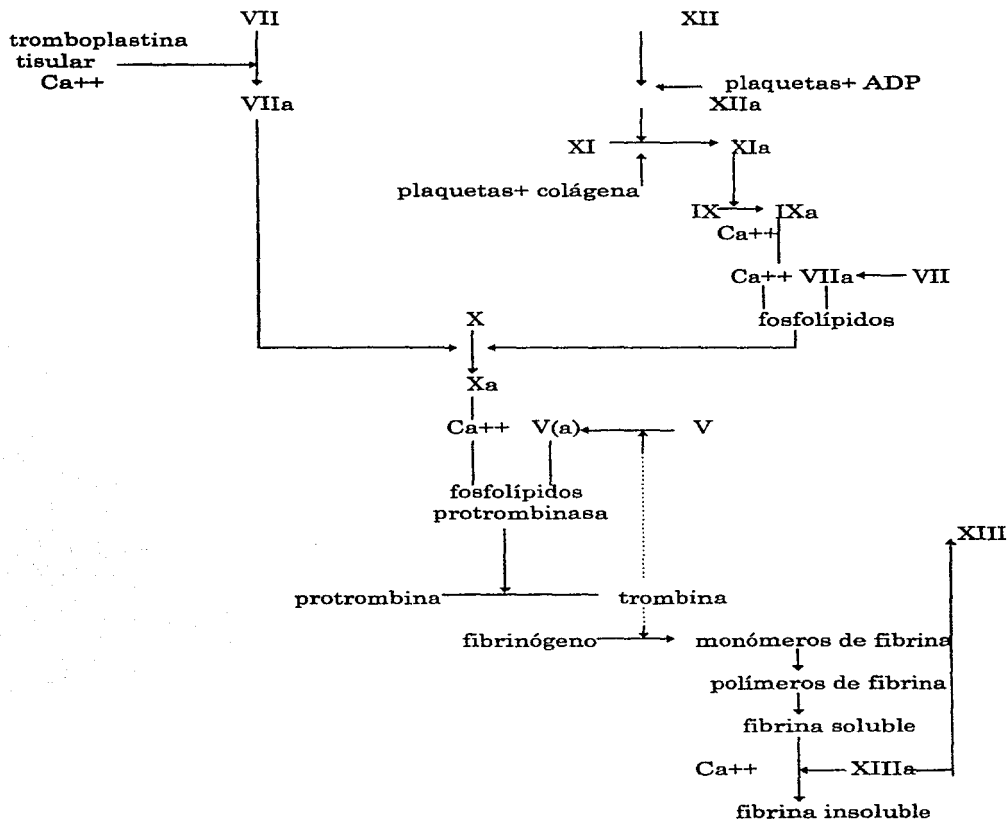 VII XII
tromboplastina
tisular
Ca++
plaquetas+ ADP
VIIa XIIa
XI XIa
plaquetas+ colágena
IX IXa
Ca++
Ca++ VIIa VII
fosfolípidos
X
Xa
Ca++ V(a) V
fosfolípidos
protrombinasa
XIII
protrombina trombina
fibrinógeno monómeros de fibrina
polímeros de fibrina
fibrina soluble
Ca++ XIIIa
fibrina insoluble